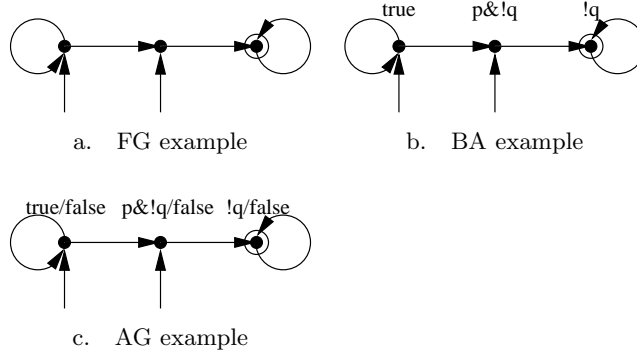 true p&!q !q
a. FG example
b. BA example
true/false p&!q/false !q/false
c. AG example